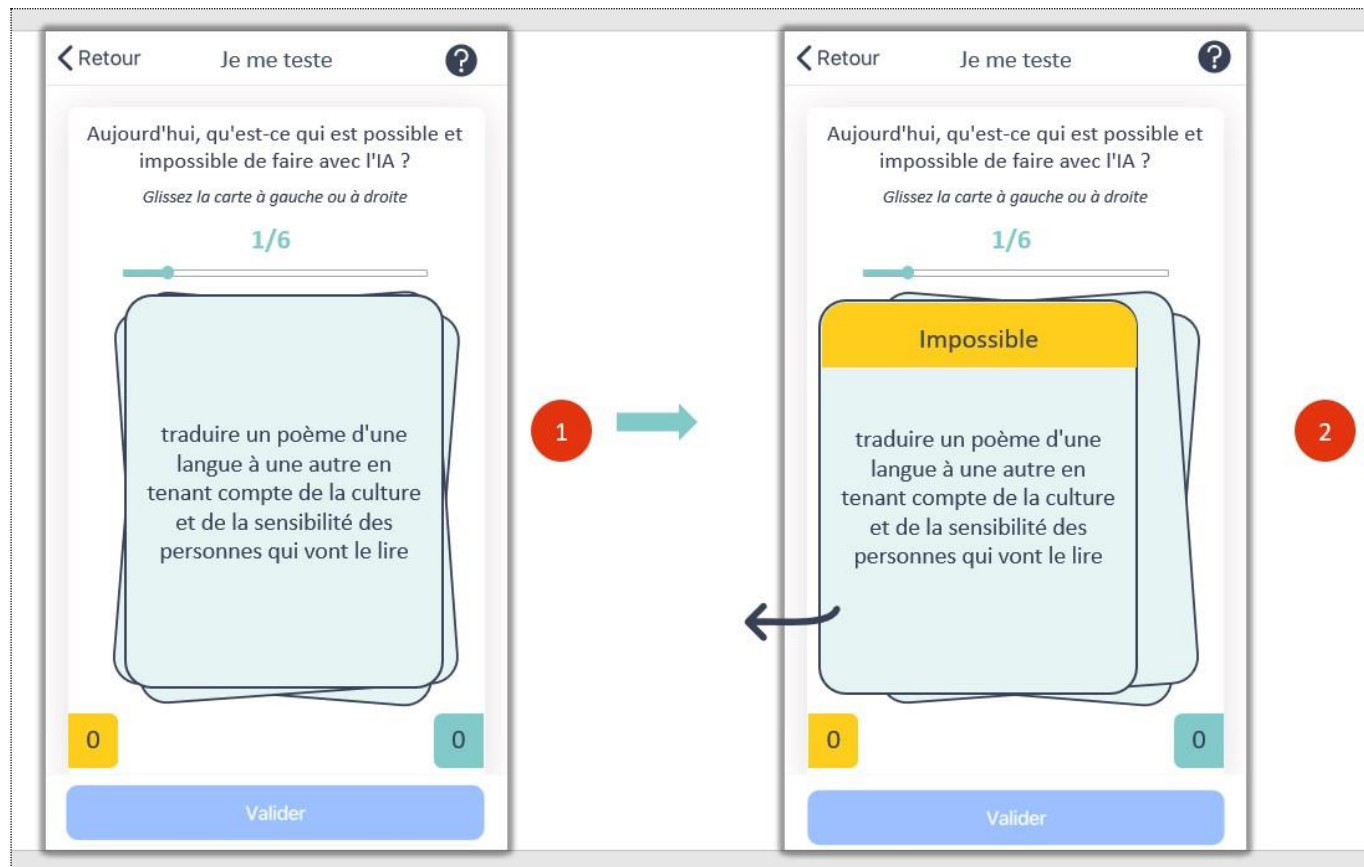 Retour
Je me teste
?
Aujourd'hui, qu'est-ce qui est possible et
impossible de faire avec l'IA ?
Glissez la carte à gauche ou à droite
1/6
traduire un poème d'une
langue à une autre en
tenant compte de la culture
et de la sensibilité des
personnes qui vont le lire
0
0
Valider
1
Retour
Je me teste
?
Aujourd'hui, qu'est-ce qui est possible et
impossible de faire avec l'IA ?
Glissez la carte à gauche ou à droite
1/6
Impossible
traduire un poème d'une
langue à une autre en
tenant compte de la culture
et de la sensibilité des
personnes qui vont le lire
0
0
Valider
2